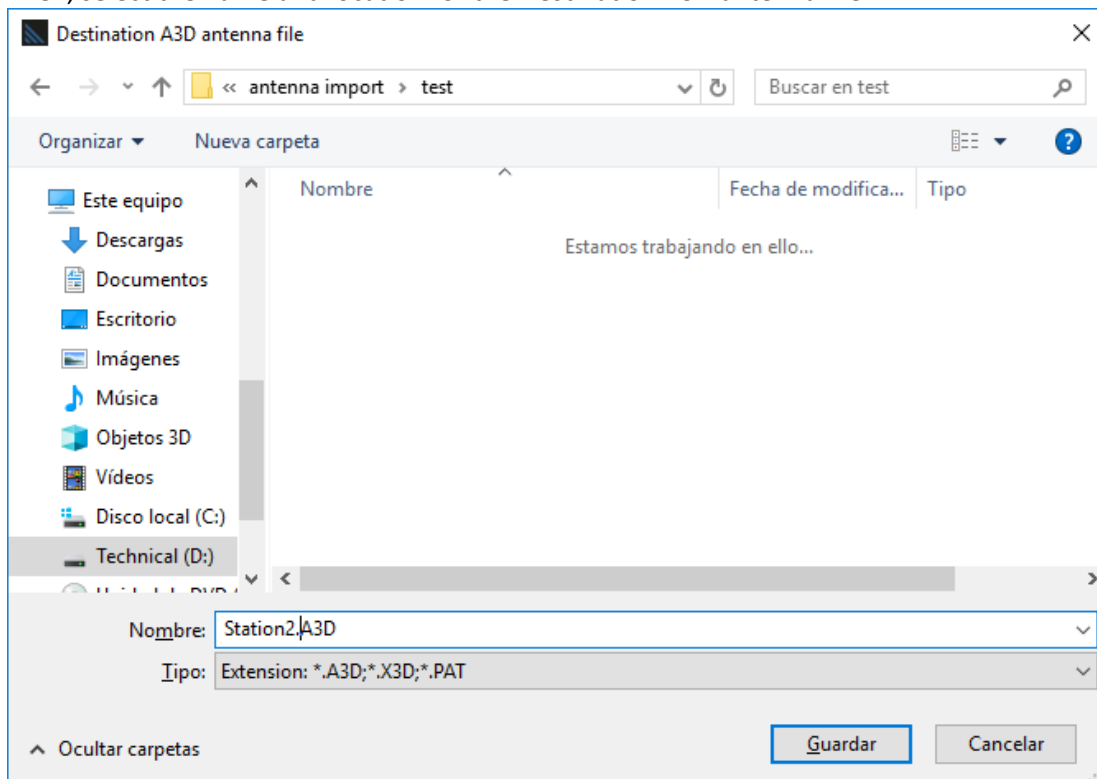 Destination A3D antenna file
« antenna import › test
Buscar en test
Organizar
Nueva carpeta
Nombre
Fecha de modifica...
Tipo
Estamos trabajando en ello...
Este equipo
Descargas
Documentos
Escritorio
Imágenes
Música
Objetos 3D
Vídeos
Disco local (C:)
Technical (D:)
Nombre: Station2.A3D
Tipo: Extension: *.A3D;*.X3D;*.PAT
Ocultar carpetas
Guardar
Cancelar